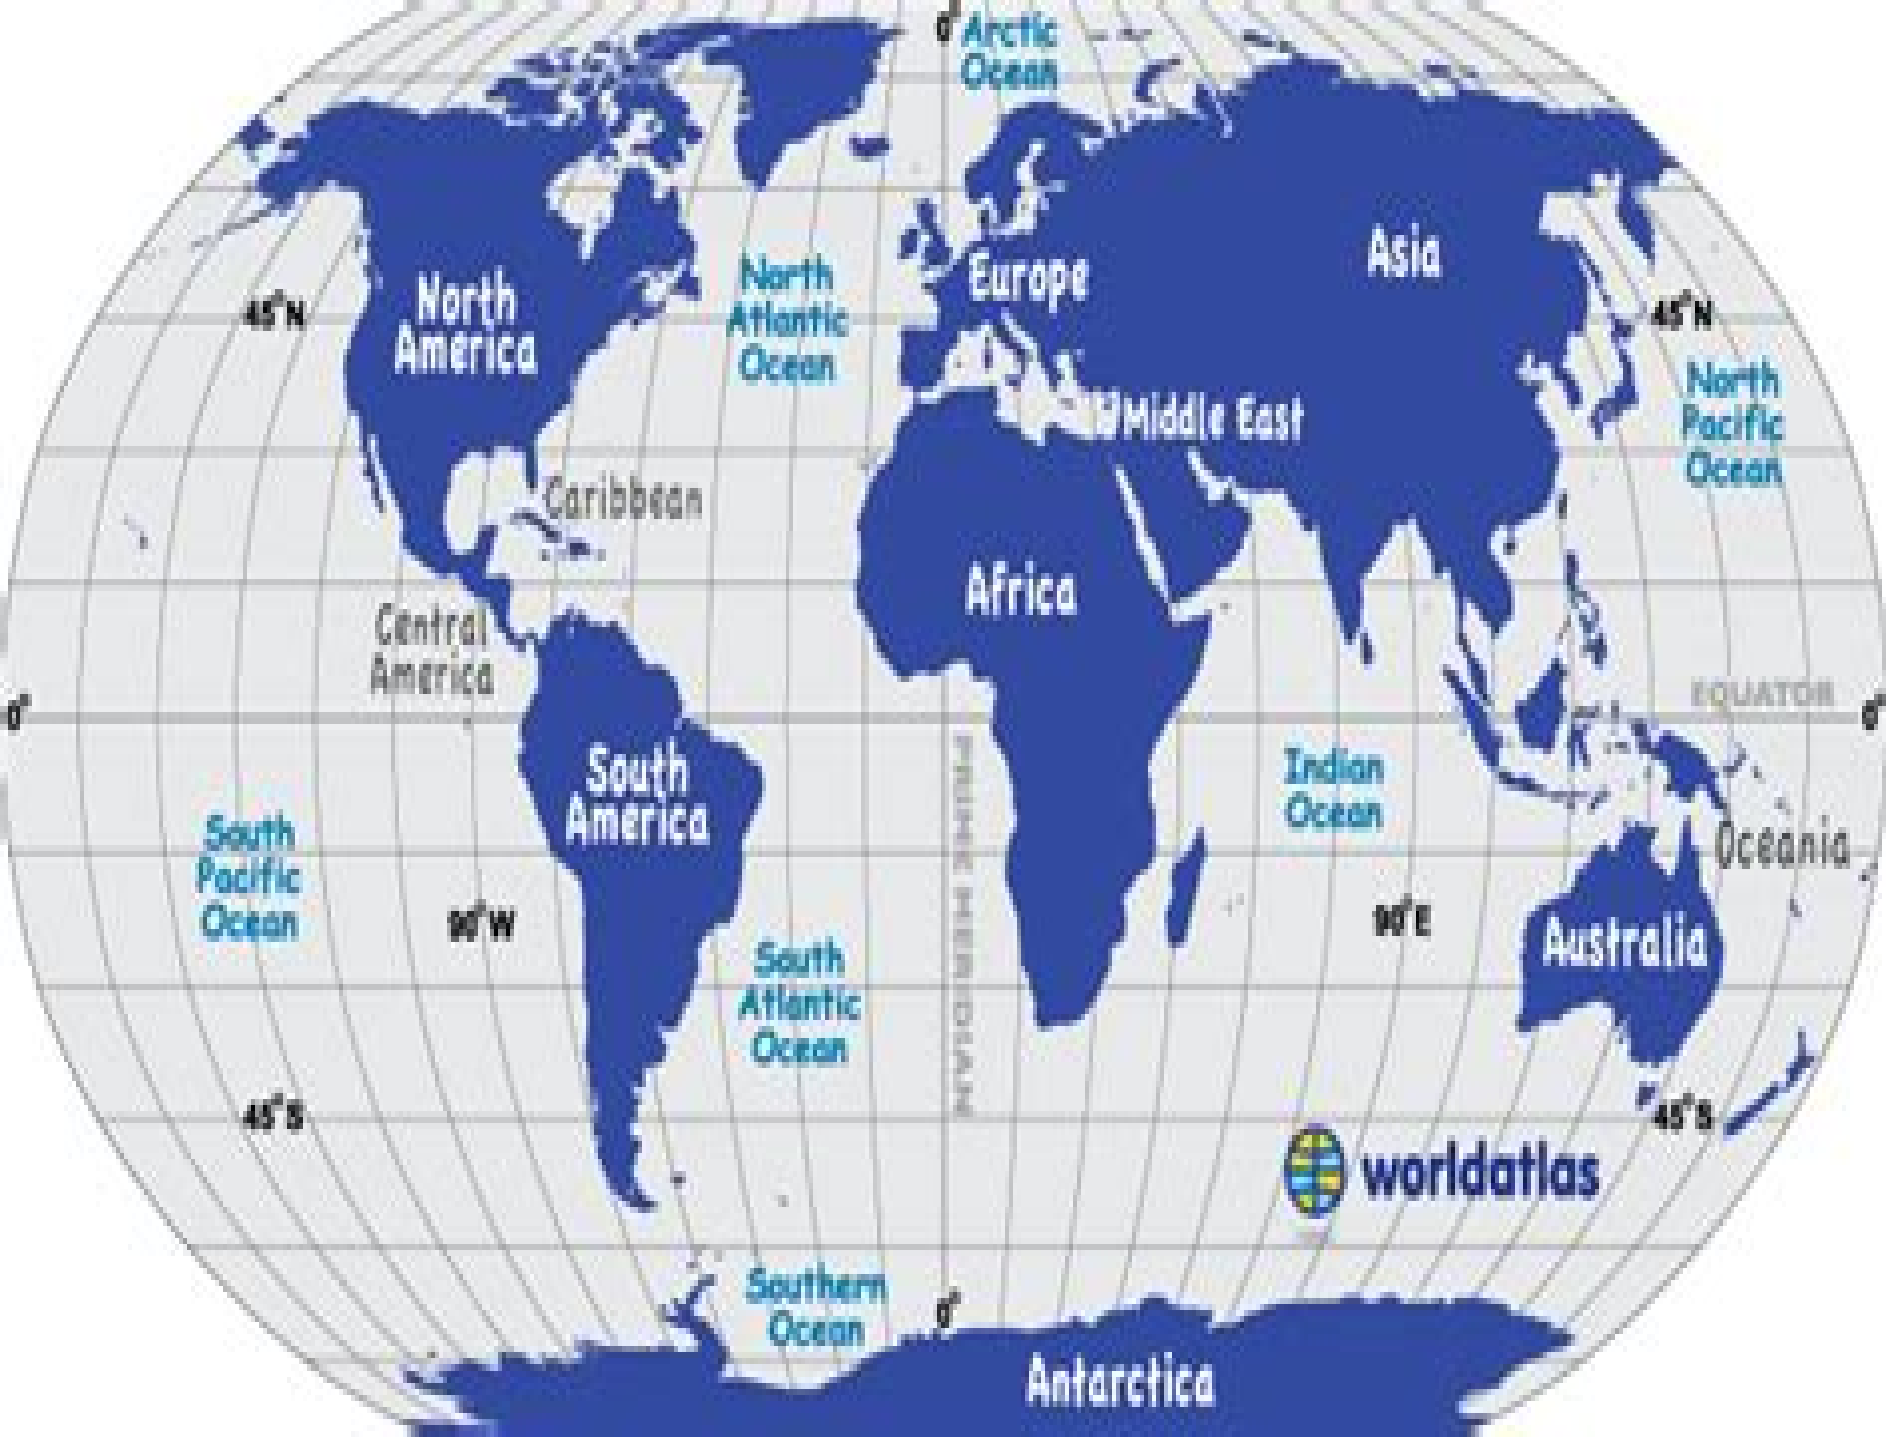 0°
Arctic
Ocean
Asia
Europe
North
Atlantic
Ocean
North
America
45°N
45°N
North
Pacific
Ocean
Middle East
Caribbean
Africa
Central
America
EQUATOR
0°
0°
South
America
Indian
Ocean
PRIME MERIDIAN
South
Pacific
Ocean
Oceania
90°W
90°E
Australia
South
Atlantic
Ocean
45°S
45°S
worldatlas
Southern
Ocean
0°
Antarctica